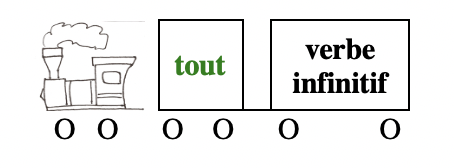 tout
verbe
infinitif
O O O O O O